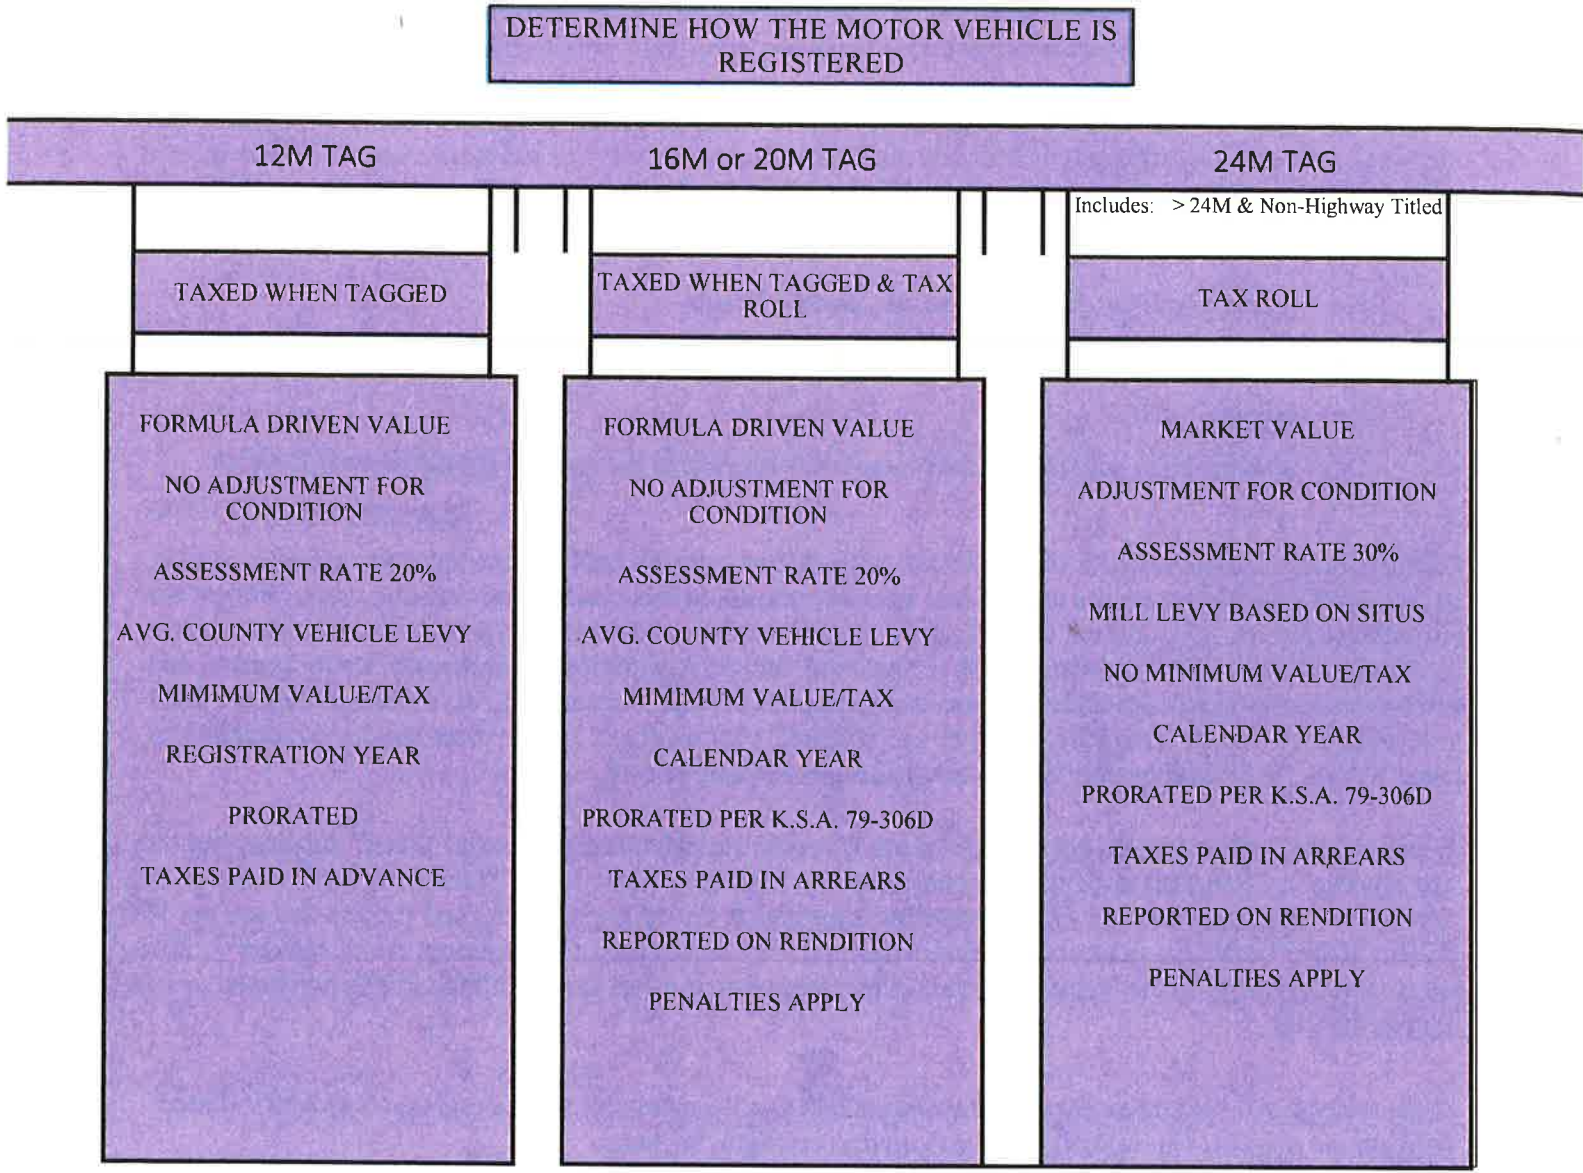 DETERMINE HOW THE MOTOR VEHICLE IS
REGISTERED
12M TAG
16M or 20M TAG
24M TAG
Includes: > 24M & Non-Highway Titled
TAXED WHEN TAGGED
TAXED WHEN TAGGED & TAX
ROLL
TAX ROLL
FORMULA DRIVEN VALUE
NO ADJUSTMENT FOR
CONDITION
ASSESSMENT RATE 20%
AVG. COUNTY VEHICLE LEVY
MIMIMUM VALUE/TAX
REGISTRATION YEAR
PRORATED
TAXES PAID IN ADVANCE
FORMULA DRIVEN VALUE
NO ADJUSTMENT FOR
CONDITION
ASSESSMENT RATE 20%
AVG. COUNTY VEHICLE LEVY
MIMIMUM VALUE/TAX
CALENDAR YEAR
PRORATED PER K.S.A. 79-306D
TAXES PAID IN ARREARS
REPORTED ON RENDITION
PENALTIES APPLY
MARKET VALUE
ADJUSTMENT FOR CONDITION
ASSESSMENT RATE 30%
MILL LEVY BASED ON SITUS
NO MINIMUM VALUE/TAX
CALENDAR YEAR
PRORATED PER K.S.A. 79-306D
TAXES PAID IN ARREARS
REPORTED ON RENDITION
PENALTIES APPLY